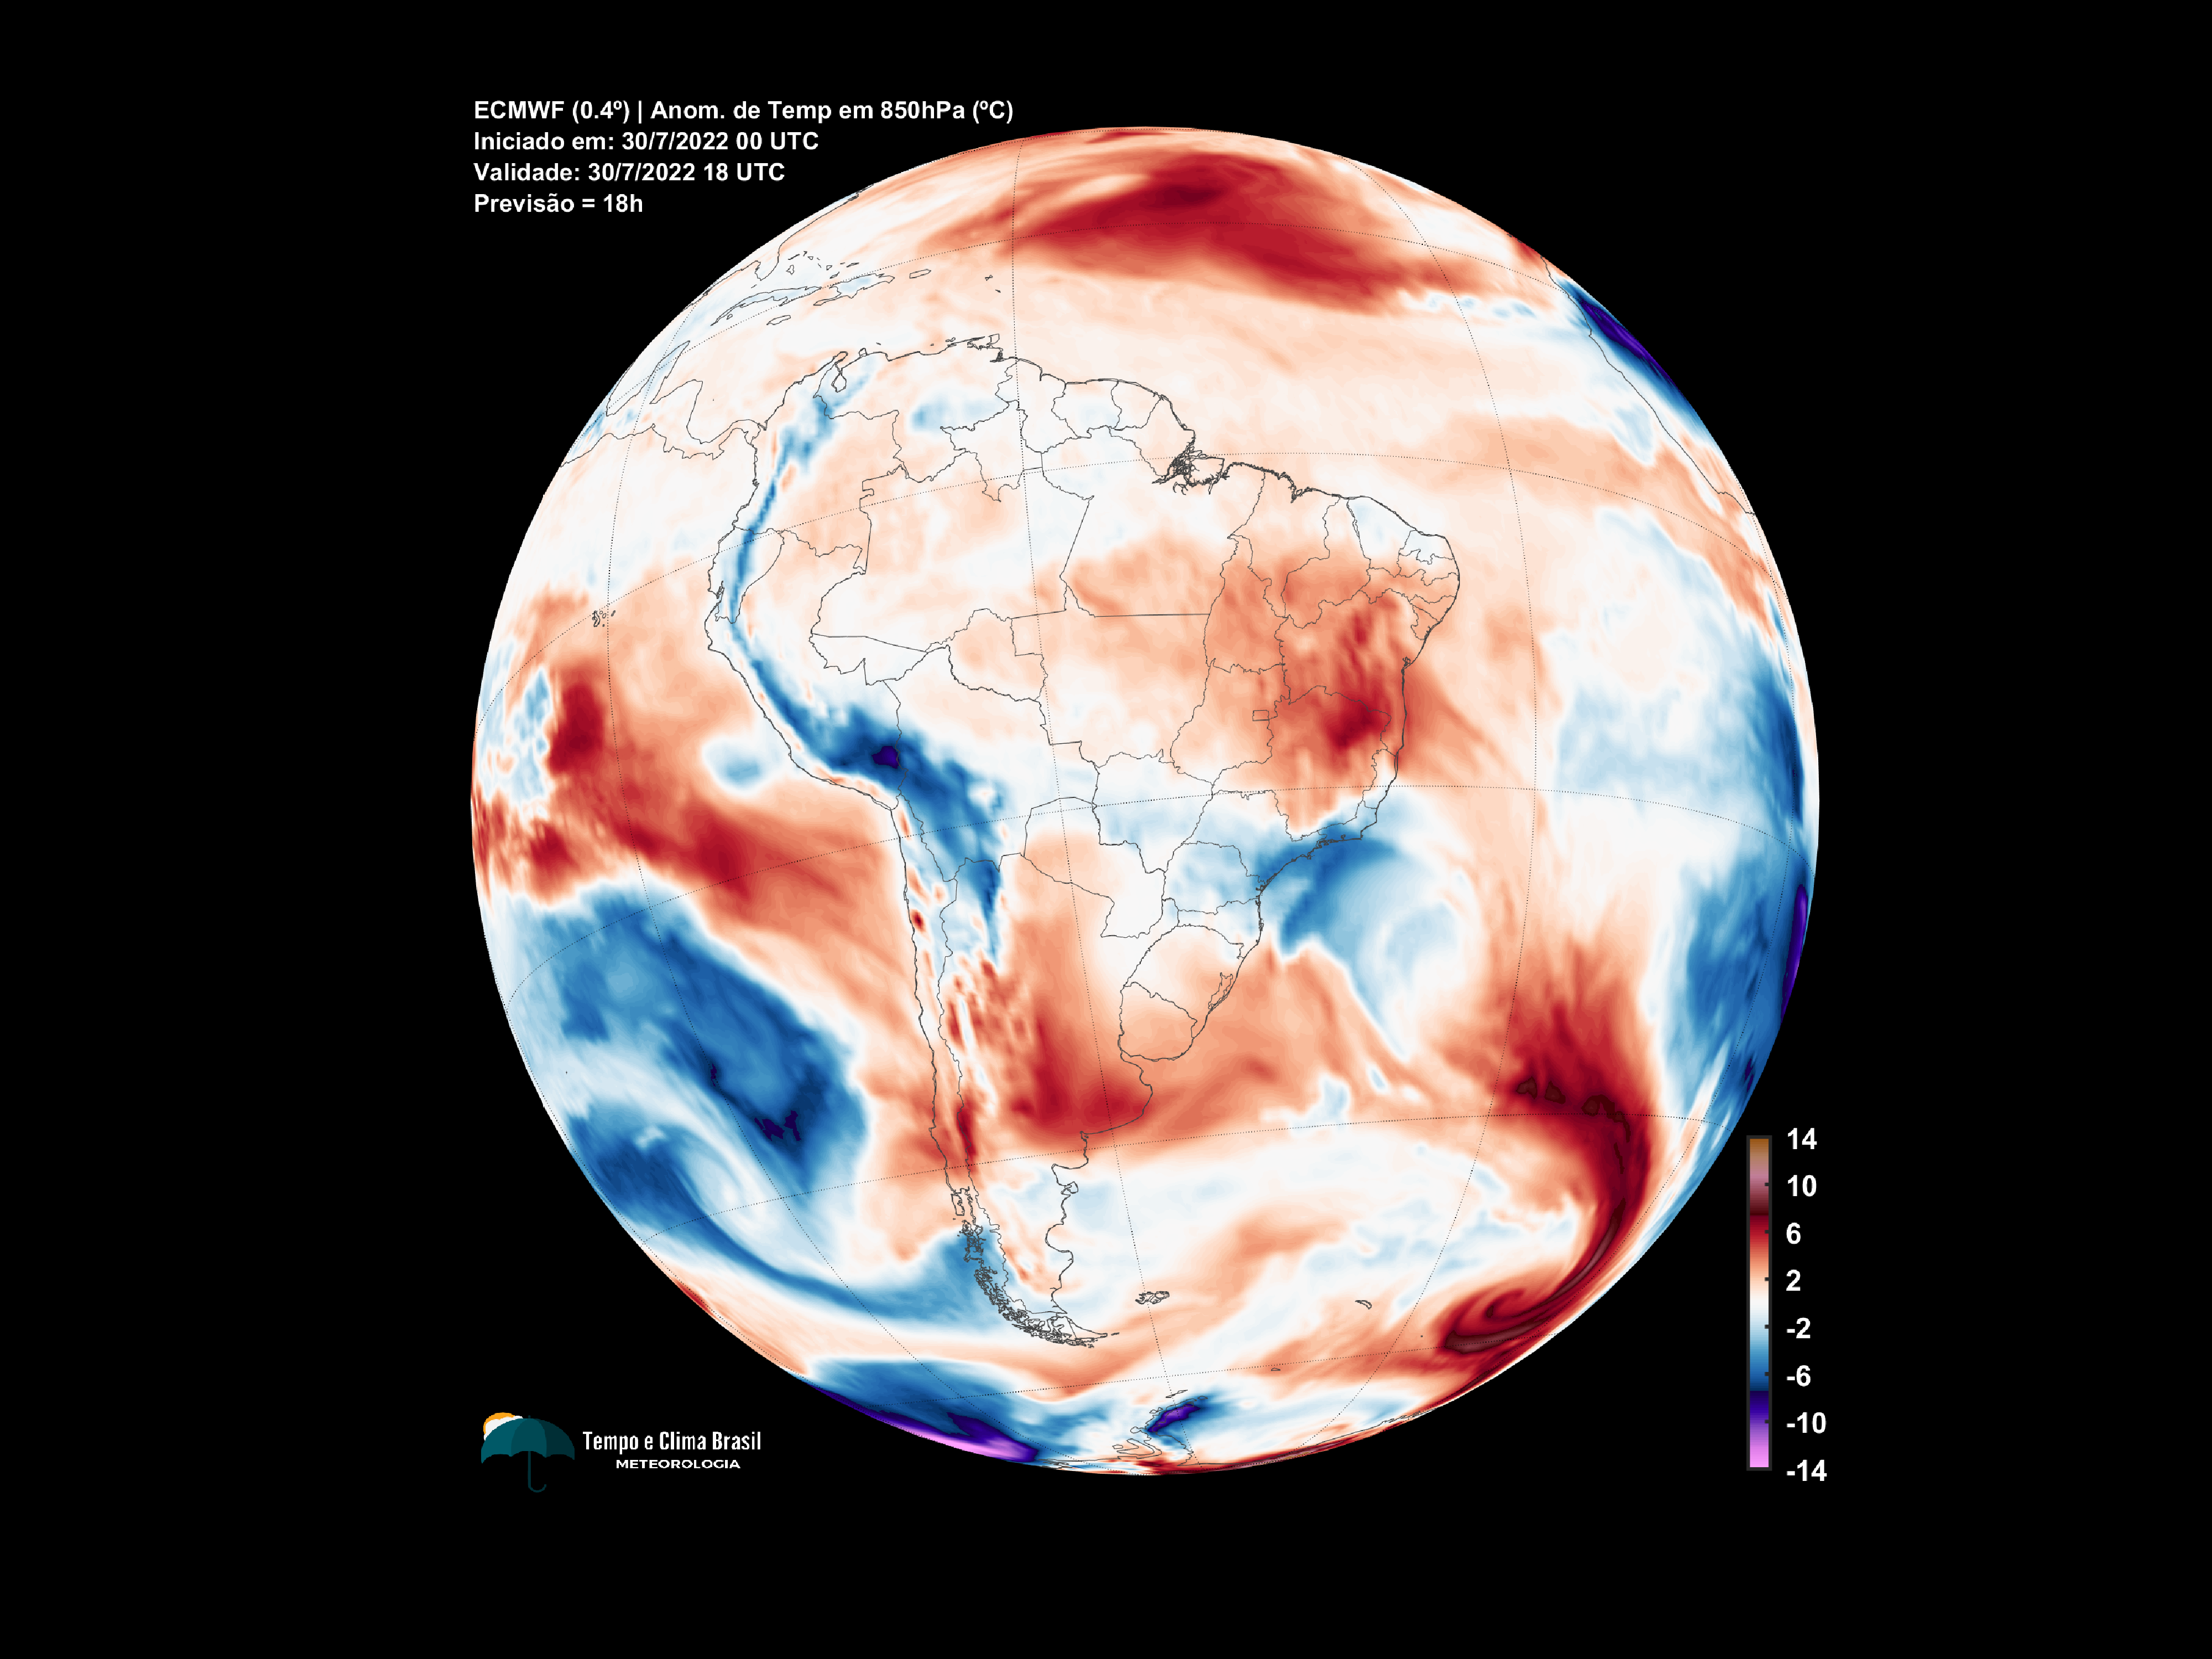 ECMWF (0.4º) | Anom. de Temp em 850hPa (ºC)
Iniciado em: 30/7/2022 00 UTC
Validade: 30/7/2022 18 UTC
Previsão = 18h
14
10
6
2
-2
-6
-10
-14
Tempo e Clima Brasil
METEOROLOGIA